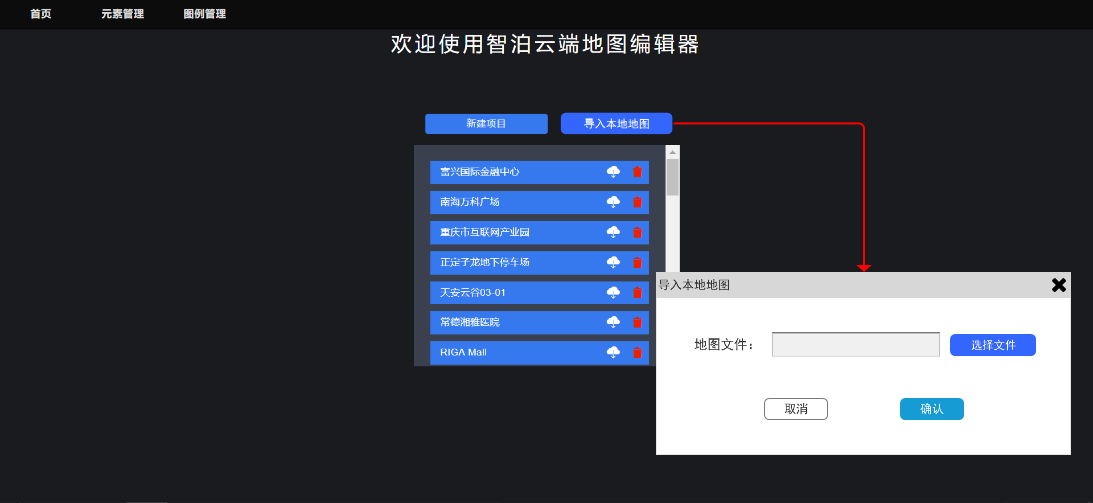 首页 元素管理 图例管理
欢迎使用智泊云端地图编辑器
新建项目 导入本地地图
富兴国际金融中心
南海万科广场
重庆市互联网产业园
正定子龙地下停车场
天安云谷03-01
常德湘雅医院
RIGA Mall
导入本地地图
地图文件： 选择文件
取消 确认